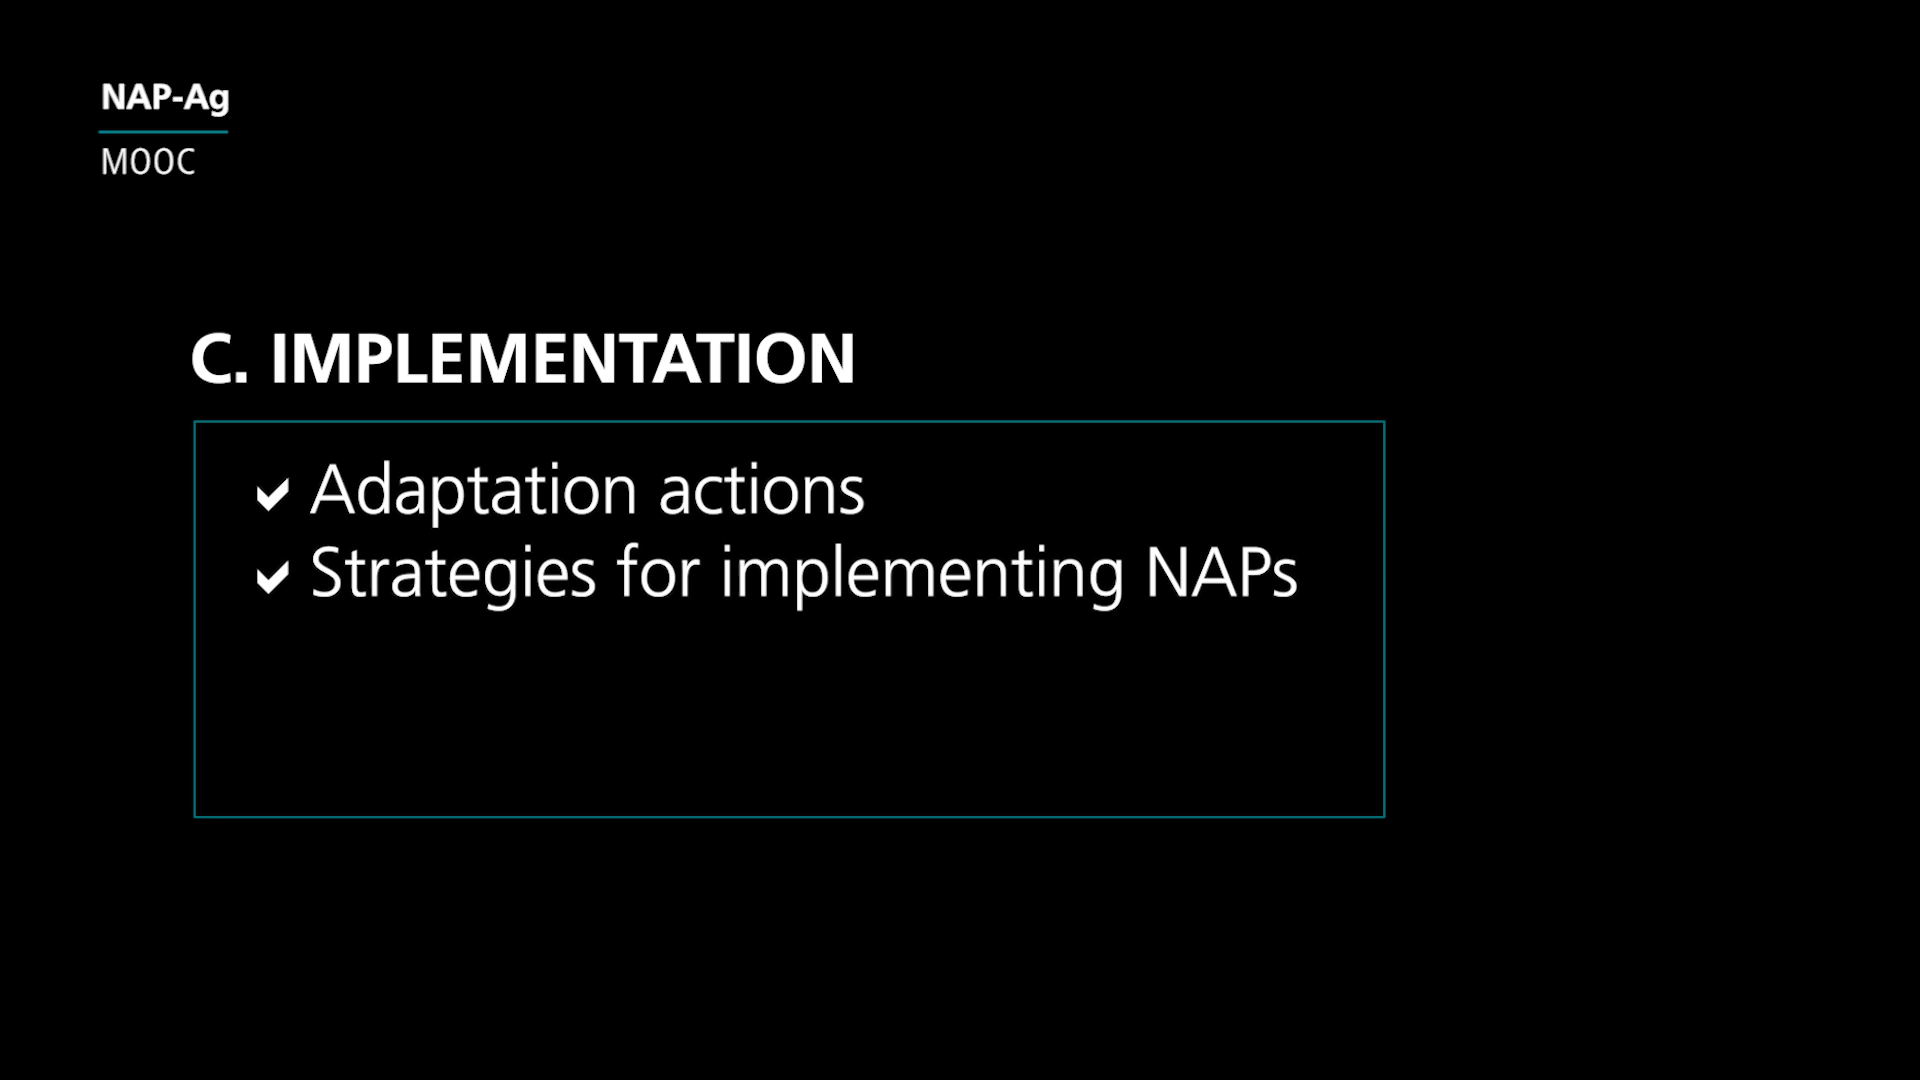 NAP-Ag
MOOC
C. IMPLEMENTATION
✓ Adaptation actions
✓ Strategies for implementing NAPs